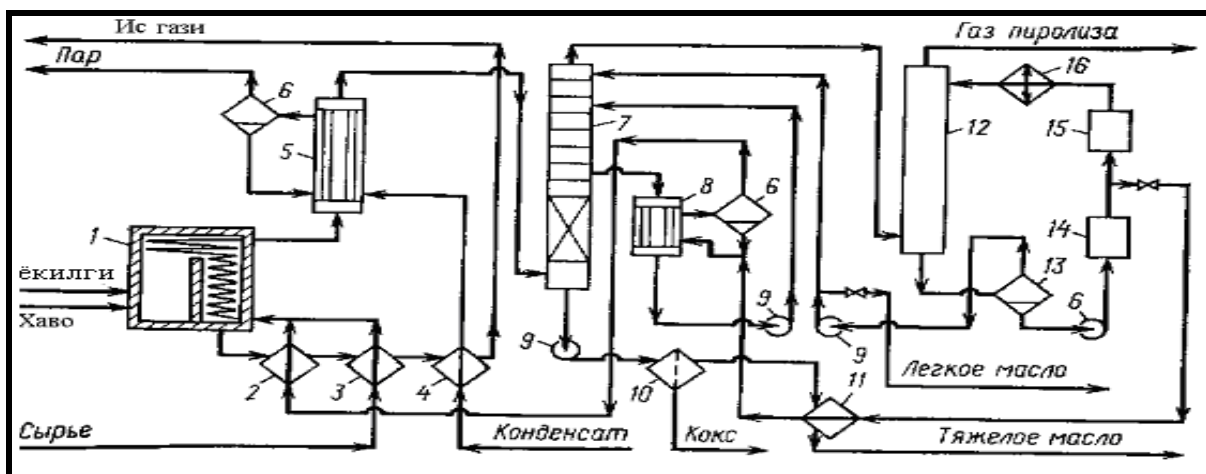 Ис гази
Пар
Газ пиролиза
6
16
5
7
12
15
8
6
1
14
ёкилги
13
Хаво
9
9
9
6
2
3
4
10
Легкое масло
11
Сырье
Конденсат
Кокс
Тяжелое масло